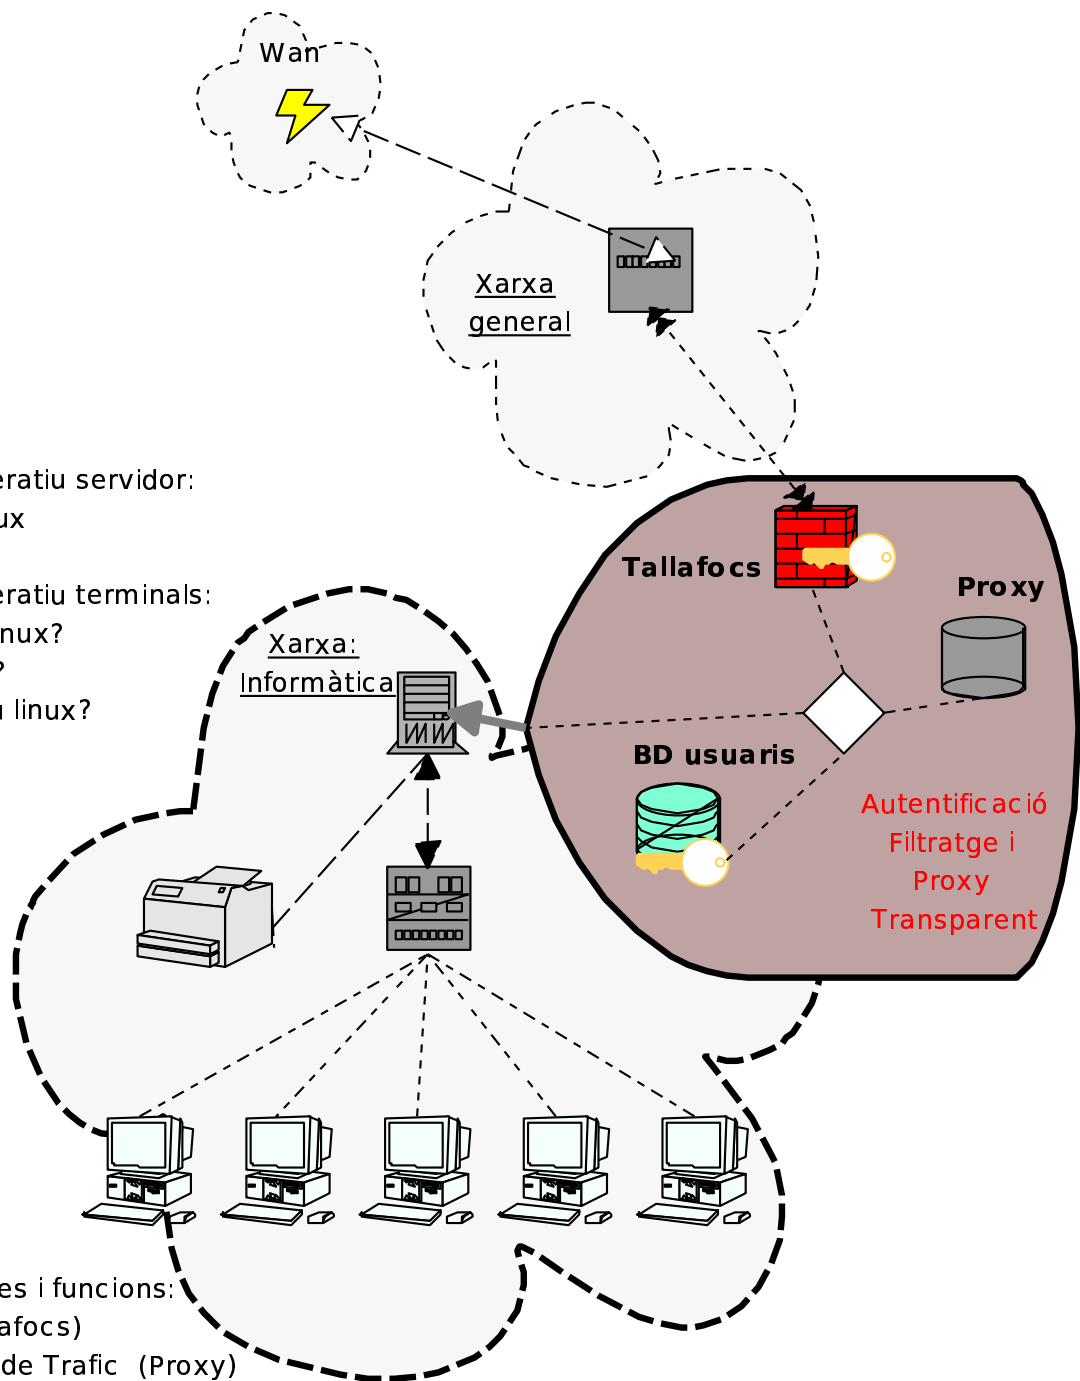 Wan
Xarxa
general
eratiu servidor:
ux
eratiu terminals:
nux?
?
u linux?
Xarxa:
Informàtica
Tallafocs
Proxy
BD usuaris
Autentificació
Filtratge i
Proxy
Transparent
es i funcions:
afocs)
de Trafic (Proxy)